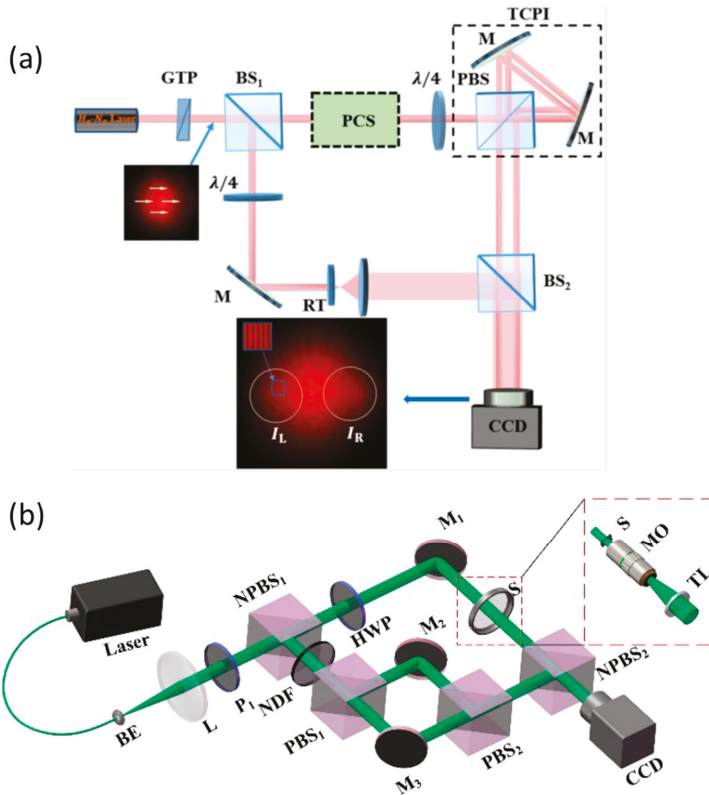 (a)
TCPI
M
GTP
BS1
λ/4
PBS
He-Ne Laser
PCS
M
λ/4
M
RT
BS2
IL
IR
CCD
(b)
M1
S
MO
TI
NPBS1
S
Laser
HWP
M2
NPBS2
P1
NDF
L
BE
PBS1
PBS2
M3
CCD